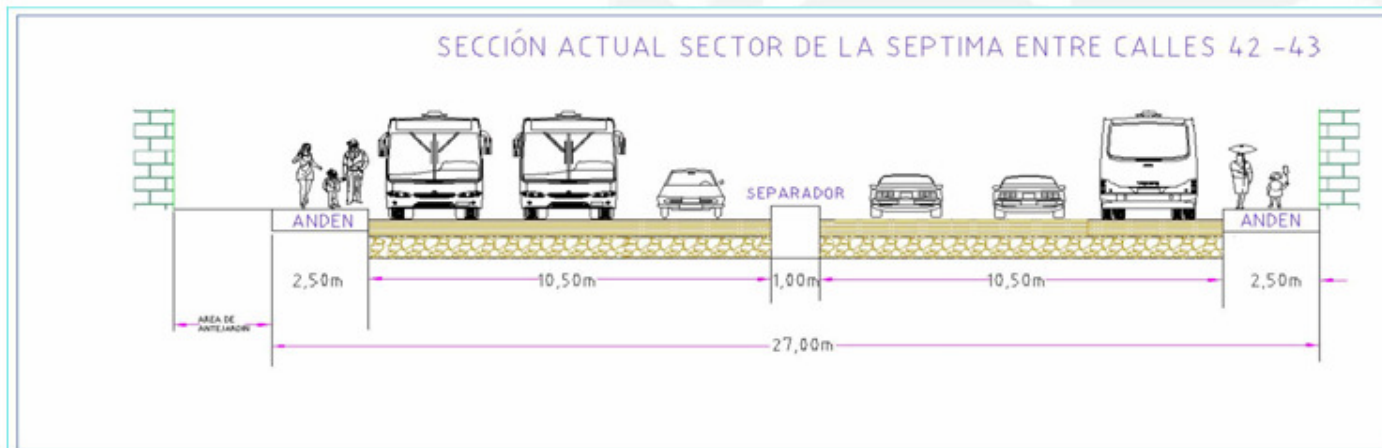 SECCIÓN ACTUAL SECTOR DE LA SEPTIMA ENTRE CALLES 42 -43
SEPARADOR
ANDEN
ANDEN
2,50m
10,50m
1,00m
10,50m
2,50m
AREA DE
ANTEJARDIN
27,00m